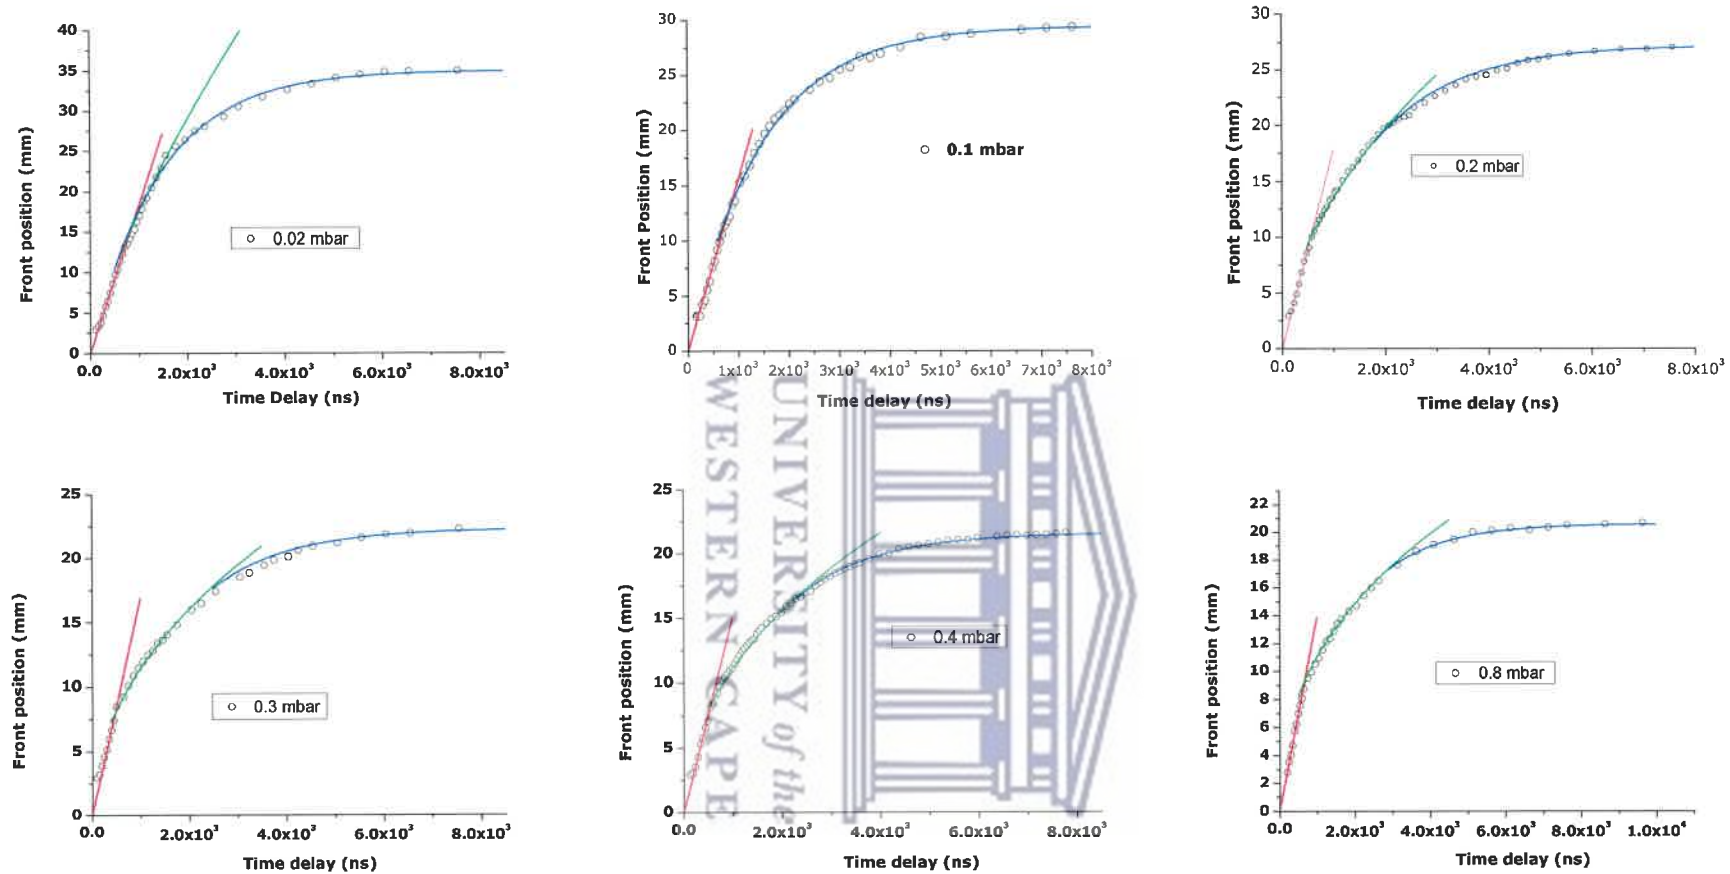 40
35
30
25
20
15
10
5
0
Front position (mm)
0.02 mbar
0.0 2.0x10³ 4.0x10³ 6.0x10³ 8.0x10³
Time Delay (ns)
30
25
20
15
10
5
0
Front Position (mm)
0.1 mbar
0 1x10³ 2x10³ 3x10³ 4x10³ 5x10³ 6x10³ 7x10³ 8x10³
Time delay (ns)
30
25
20
15
10
5
0
Front position (mm)
0.2 mbar
0.0 2.0x10³ 4.0x10³ 6.0x10³ 8.0x10³
Time delay (ns)
25
20
15
10
5
0
Front position (mm)
0.3 mbar
0.0 2.0x10³ 4.0x10³ 6.0x10³ 8.0x10³
Time delay (ns)
25
20
15
10
5
0
Front position (mm)
0.4 mbar
0.0 2.0x10³ 4.0x10³ 6.0x10³ 8.0x10³
Time delay (ns)
22
20
18
16
14
12
10
8
6
4
2
0
Front position (mm)
0.8 mbar
0.0 2.0x10³ 4.0x10³ 6.0x10³ 8.0x10³ 1.0x10⁴
Time delay (ns)
UNIVERSITY of the
WESTERN CAPE